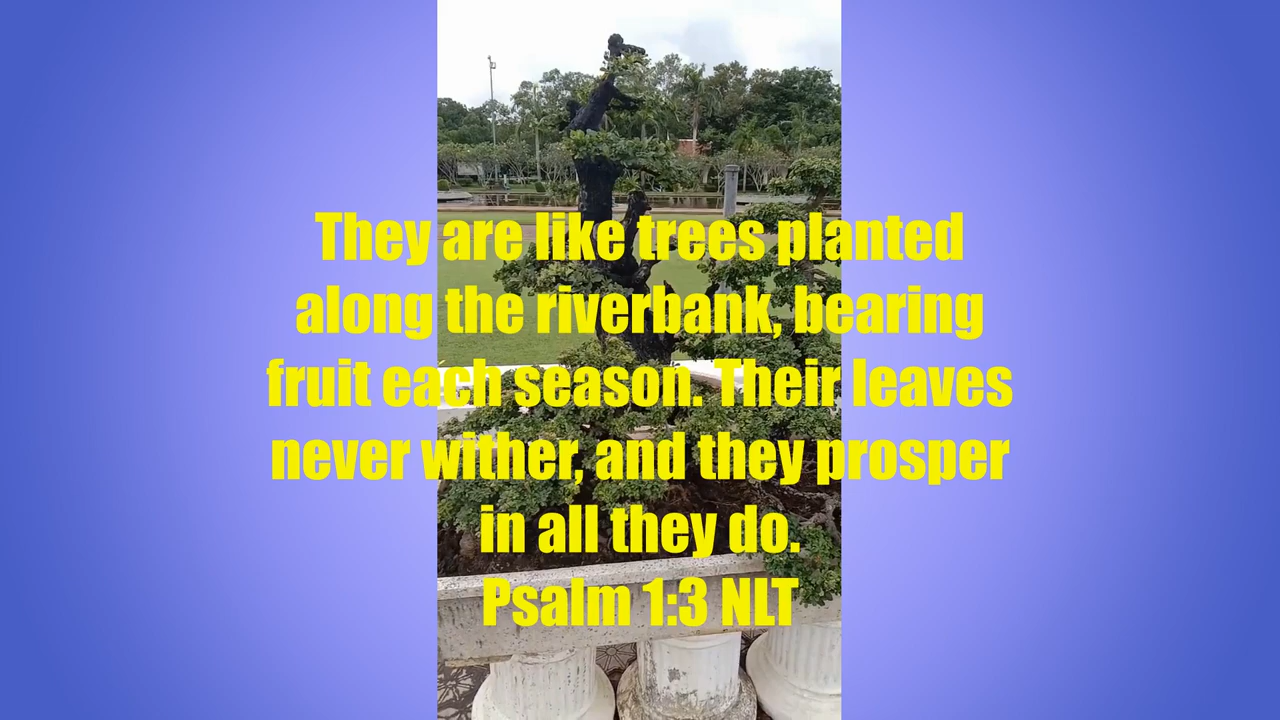 They are like trees planted
along the riverbank, bearing
fruit each season. Their leaves
never wither, and they prosper
in all they do.
Psalm 1:3 NLT